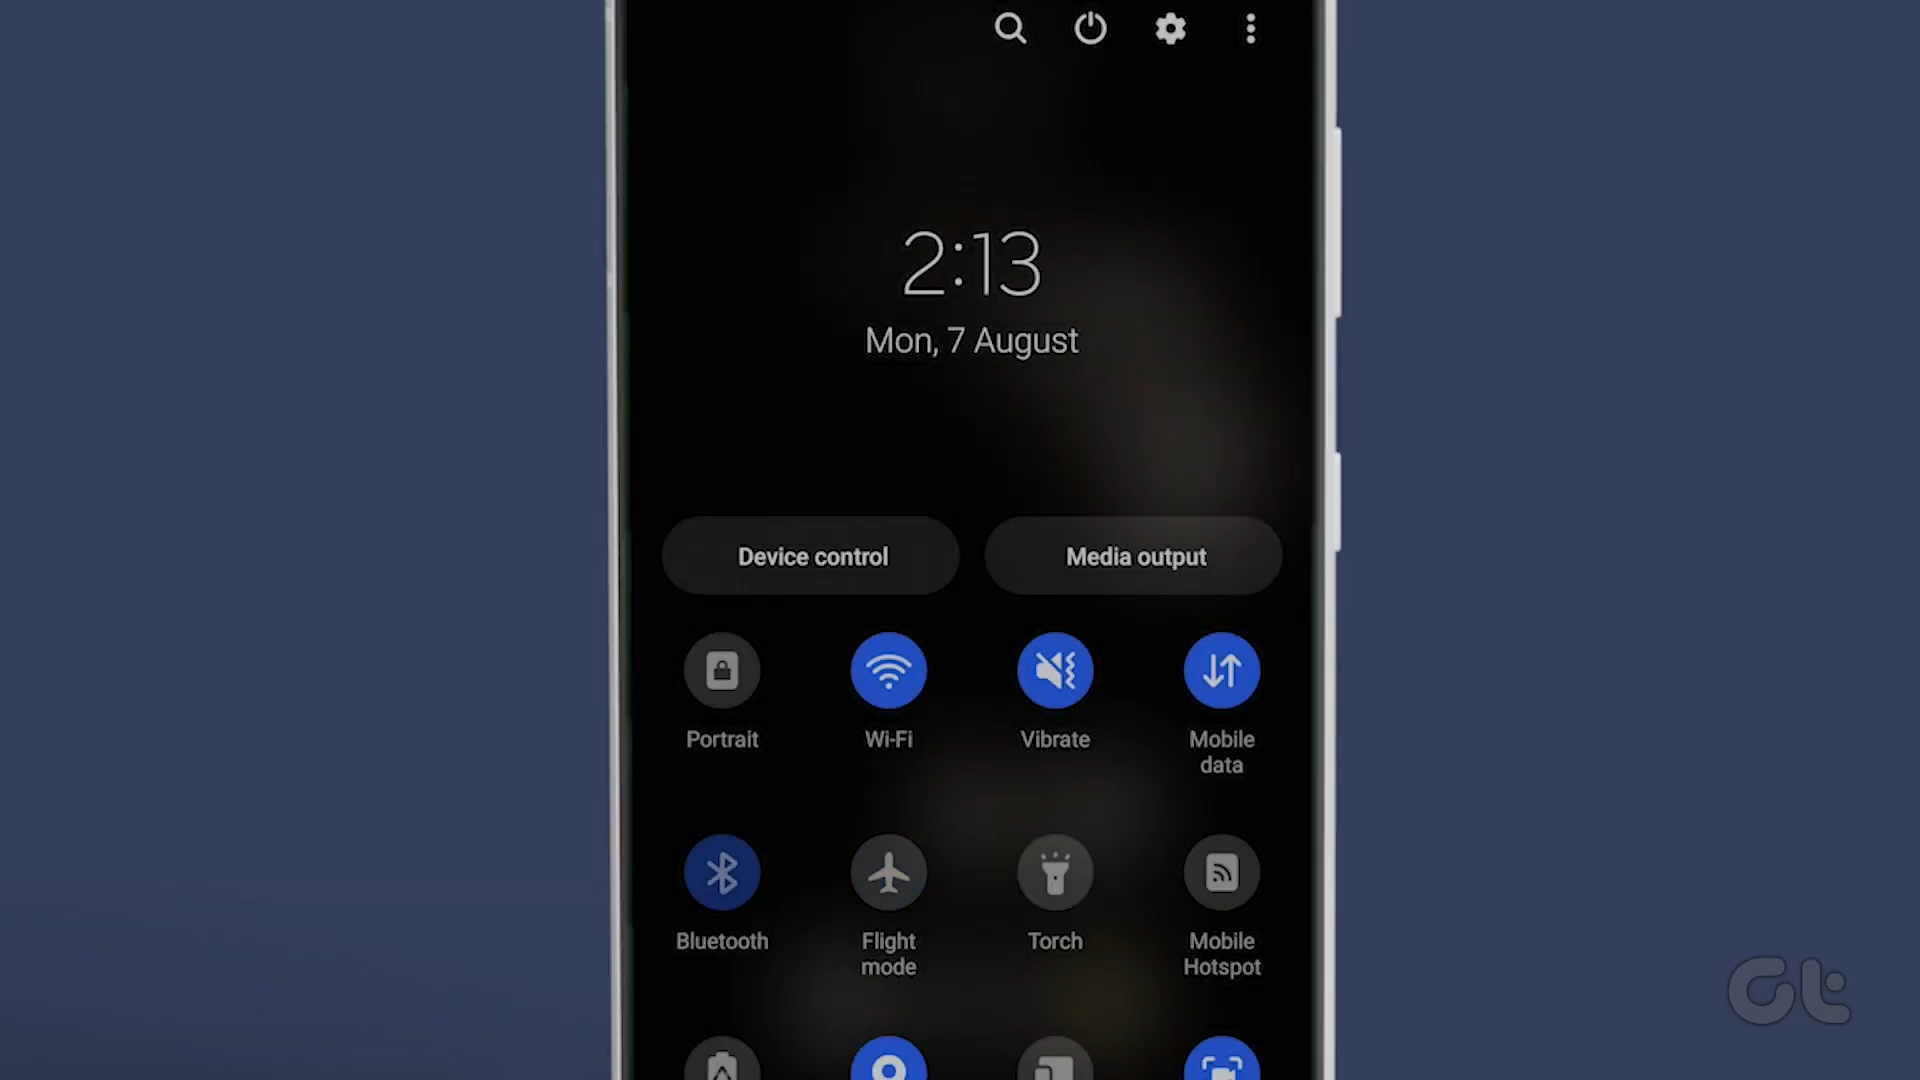 2:13
Mon, 7 August
Device control
Media output
Portrait
Wi-Fi
Vibrate
Mobile
data
Bluetooth
Flight
mode
Torch
Mobile
Hotspot
Gt